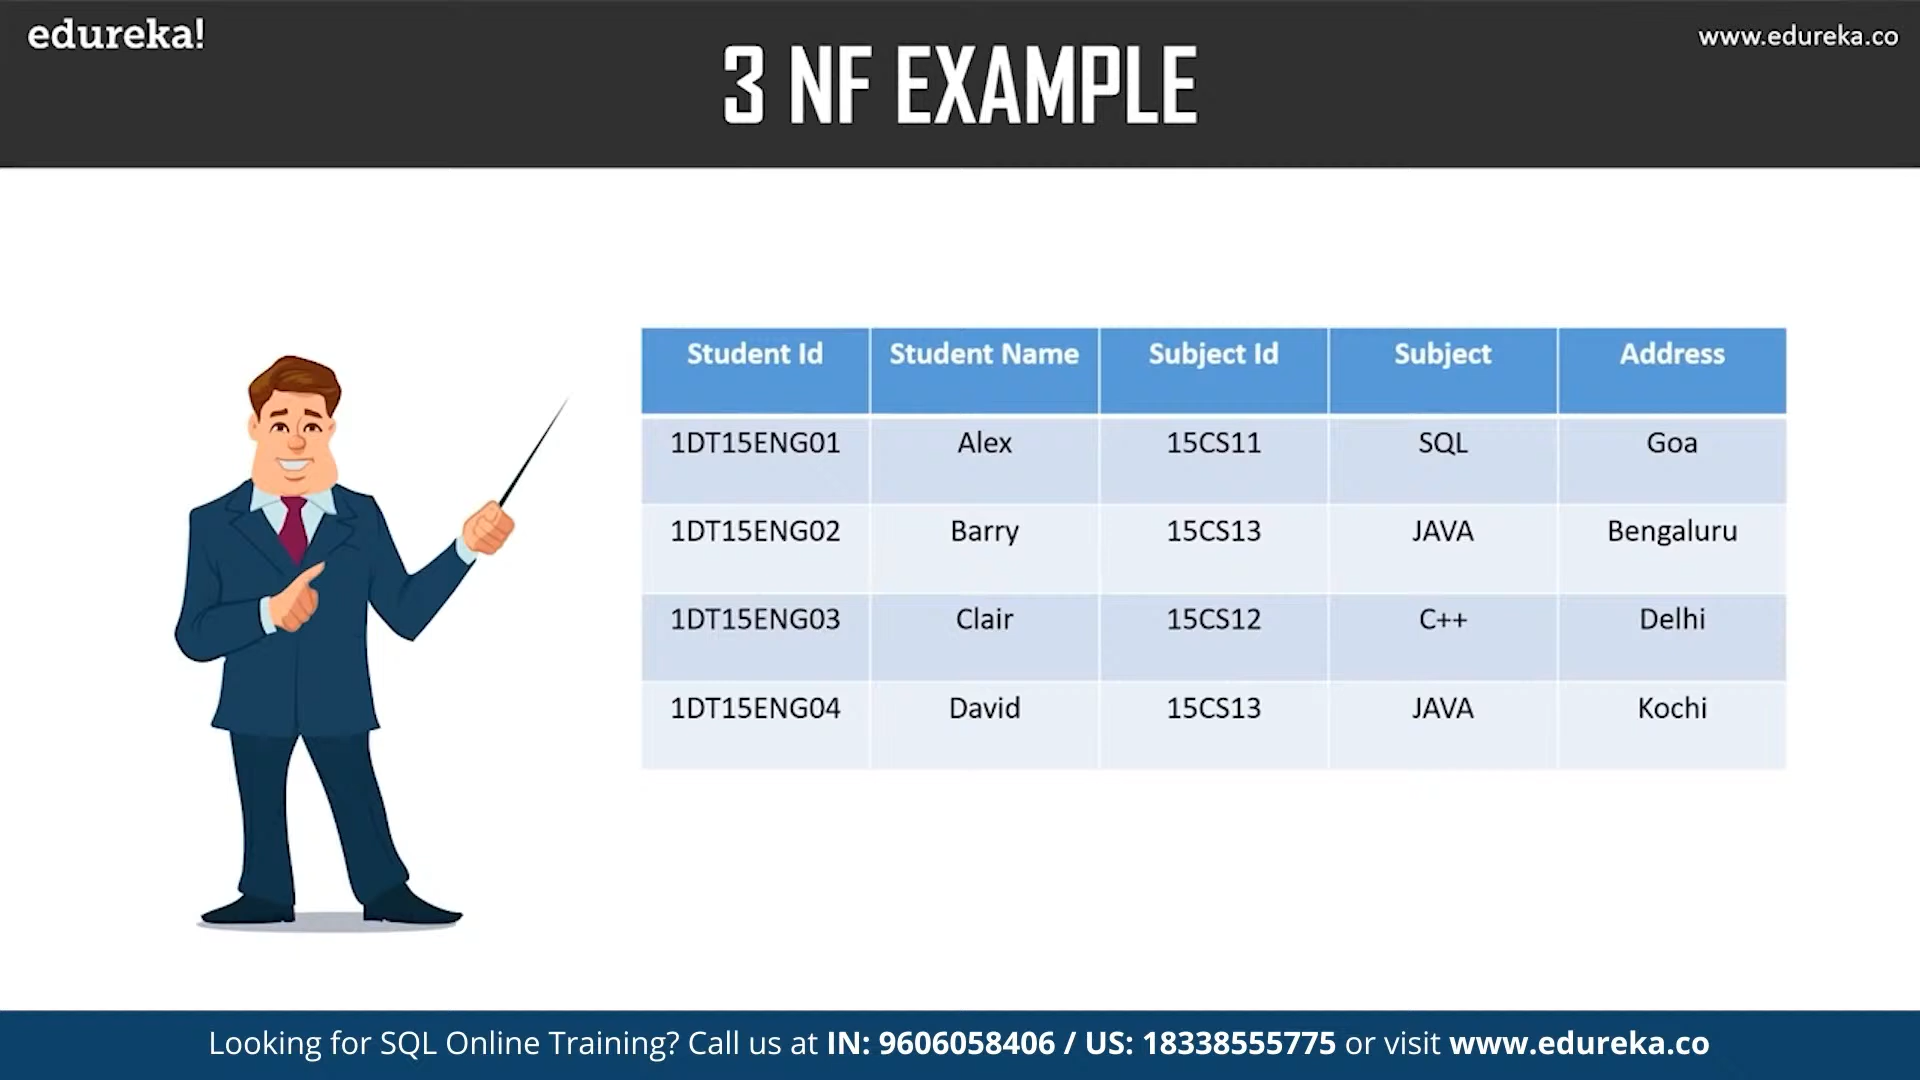 edureka!
www.edureka.co
3 NF EXAMPLE
Student Id Student Name Subject Id Subject Address
1DT15ENG01 Alex 15CS11 SQL Goa
1DT15ENG02 Barry 15CS13 JAVA Bengaluru
1DT15ENG03 Clair 15CS12 C++ Delhi
1DT15ENG04 David 15CS13 JAVA Kochi
Looking for SQL Online Training? Call us at IN: 9606058406 / US: 18338555775 or visit www.edureka.co